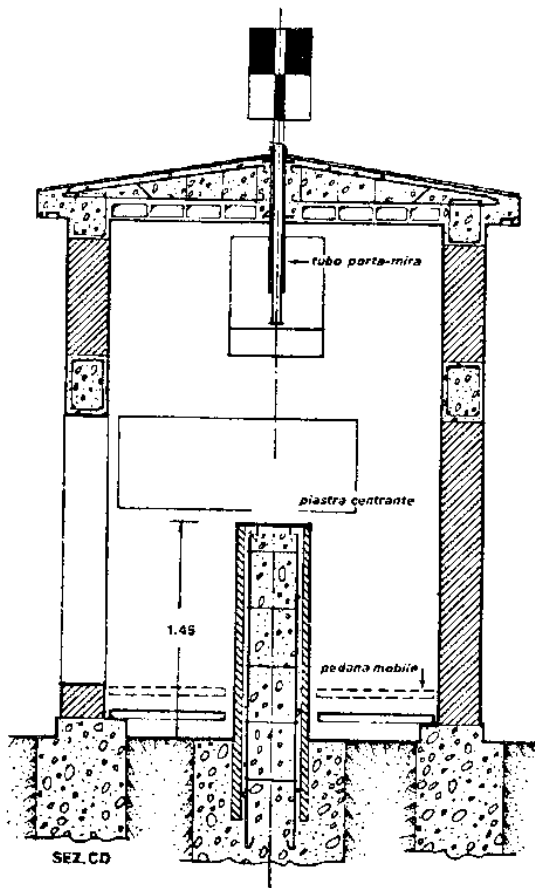 tubo porta-mira
piastra centrante
1.45
pedana mobile
SEZ. CD